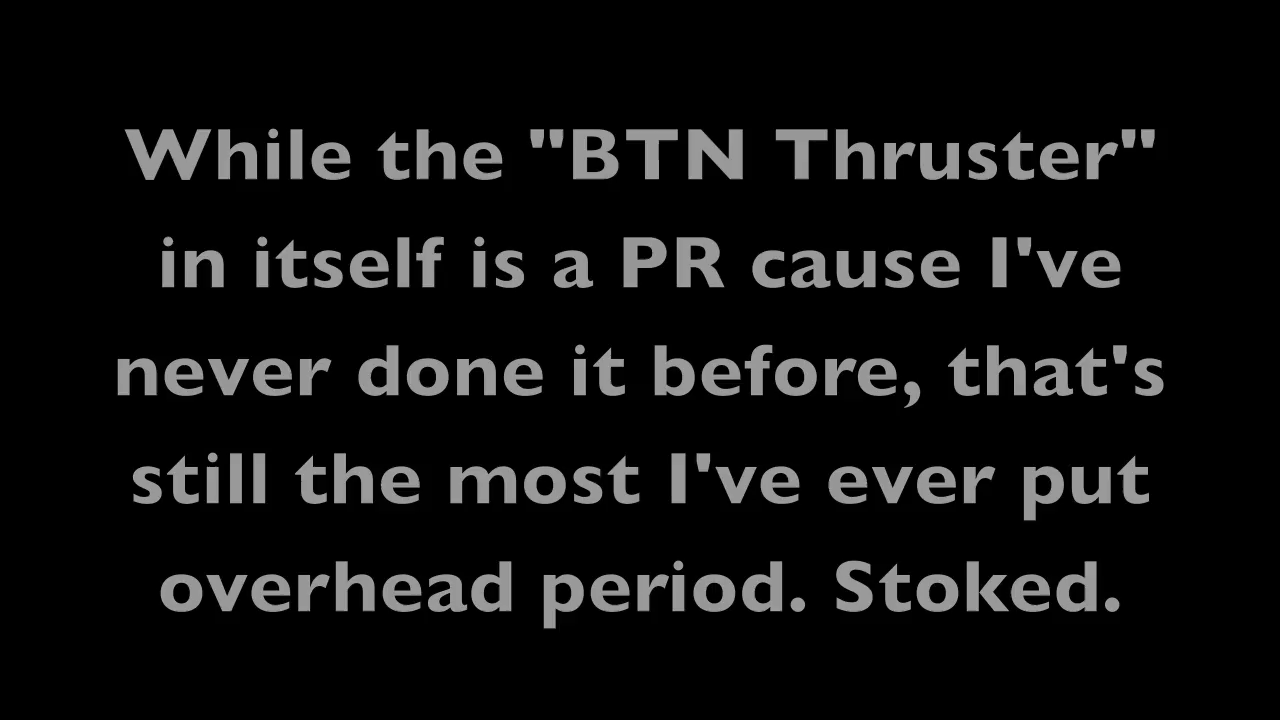 While the "BTN Thruster"
in itself is a PR cause I've
never done it before, that's
still the most I've ever put
overhead period. Stoked.